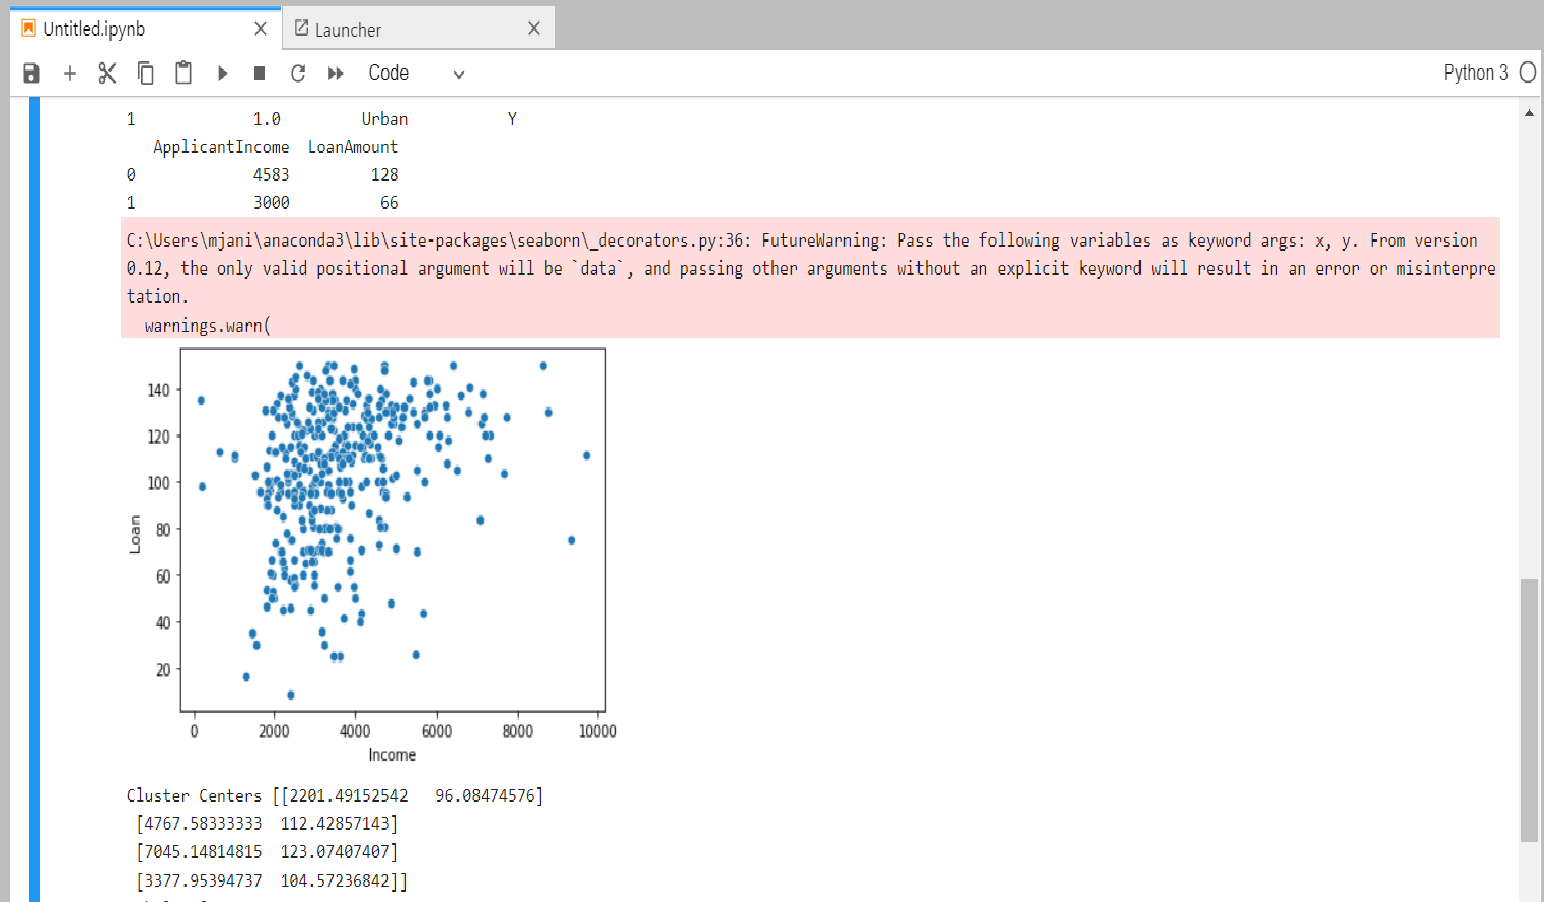 Untitled.ipynb
Launcher
Code
Python 3
1 1.0 Urban Y
ApplicantIncome LoanAmount
0 4583 128
1 3000 66
C:\Users\mjani\anaconda3\lib\site-packages\seaborn\_decorators.py:36: FutureWarning: Pass the following variables as keyword args: x, y. From version
0.12, the only valid positional argument will be `data`, and passing other arguments without an explicit keyword will result in an error or misinterpre
tation.
warnings.warn(
140
120
100
80
60
40
20
Loan
0 2000 4000 6000 8000 10000
Income
Cluster Centers [[2201.49152542 96.08474576]
[4767.58333333 112.42857143]
[7045.14814815 123.07407407]
[3377.95394737 104.57236842]]